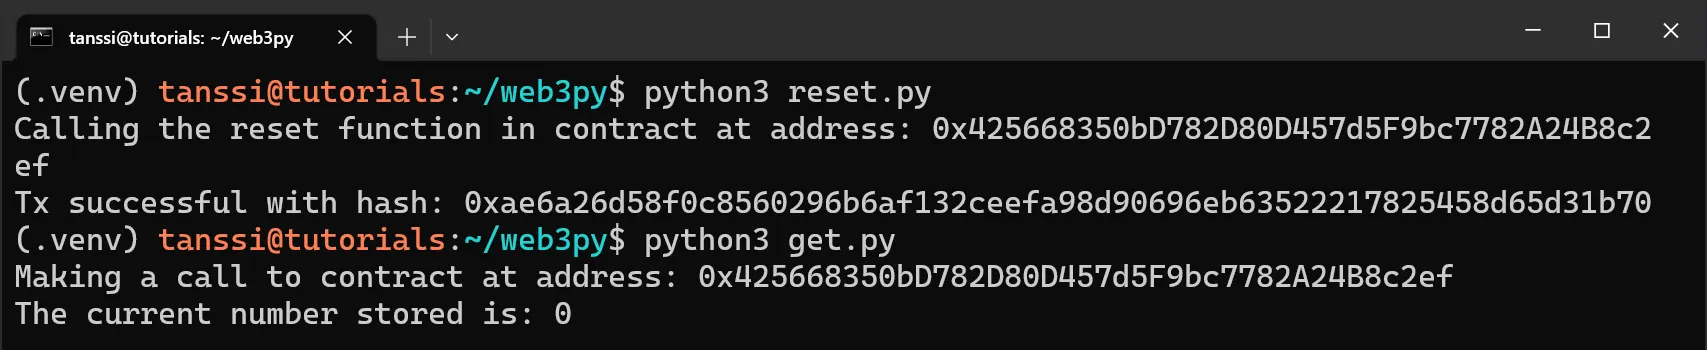 tanssi@tutorials: ~/web3py
(.venv) tanssi@tutorials:~/web3py$ python3 reset.py
Calling the reset function in contract at address: 0x425668350bD782D80D457d5F9bc7782A24B8c2
ef
Tx successful with hash: 0xae6a26d58f0c8560296b6af132ceefa98d90696eb63522217825458d65d31b70
(.venv) tanssi@tutorials:~/web3py$ python3 get.py
Making a call to contract at address: 0x425668350bD782D80D457d5F9bc7782A24B8c2ef
The current number stored is: 0